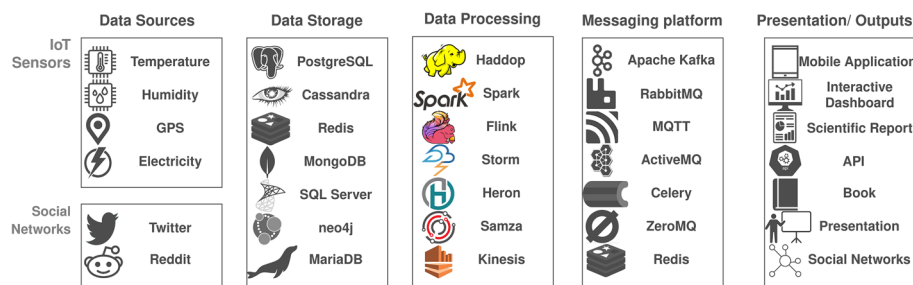 Data Sources
IoT
Sensors
Temperature
Humidity
GPS
Electricity
Social
Networks
Twitter
Reddit
Data Storage
PostgreSQL
Cassandra
Redis
MongoDB
SQL Server
neo4j
MariaDB
Data Processing
Haddop
Spark
Spark
Flink
Storm
Heron
Samza
Kinesis
Messaging platform
Apache Kafka
RabbitMQ
MQTT
ActiveMQ
Celery
ZeroMQ
Redis
Presentation/ Outputs
Mobile Application
Interactive
Dashboard
Scientific Report
API
Book
Presentation
Social Networks